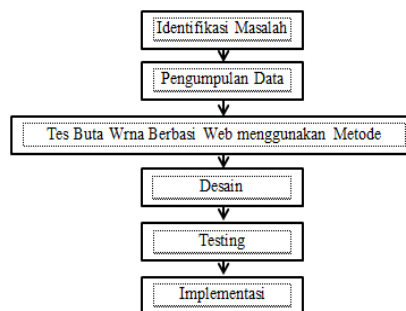 Identifikasi Masalah
Pengumpulan Data
Tes Buta Wrna Berbasi Web menggunakan Metode
Desain
Testing
Implementasi